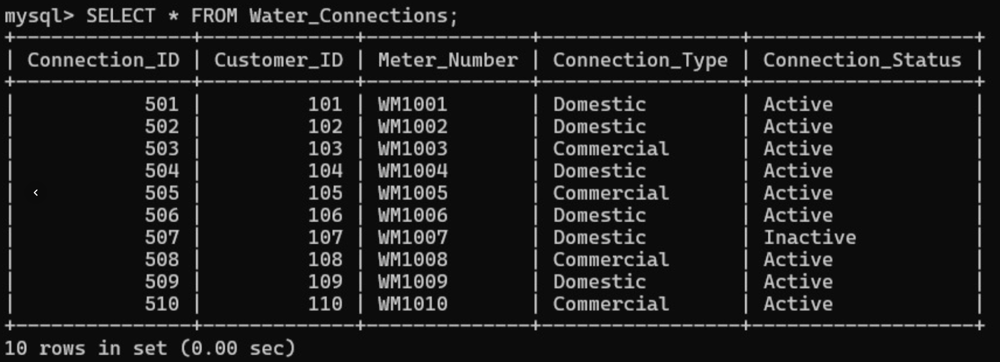 mysql> SELECT * FROM Water_Connections;
+----------------+-------------+---------------+------------------+--------------------+
| Connection_ID | Customer_ID | Meter_Number | Connection_Type | Connection_Status |
+----------------+-------------+---------------+------------------+--------------------+
| 501 | 101 | WM1001 | Domestic | Active |
| 502 | 102 | WM1002 | Domestic | Active |
| 503 | 103 | WM1003 | Commercial | Active |
| 504 | 104 | WM1004 | Domestic | Active |
| 505 | 105 | WM1005 | Commercial | Active |
| 506 | 106 | WM1006 | Domestic | Active |
| 507 | 107 | WM1007 | Domestic | Inactive |
| 508 | 108 | WM1008 | Commercial | Active |
| 509 | 109 | WM1009 | Domestic | Active |
| 510 | 110 | WM1010 | Commercial | Active |
+----------------+-------------+---------------+------------------+--------------------+
10 rows in set (0.00 sec)